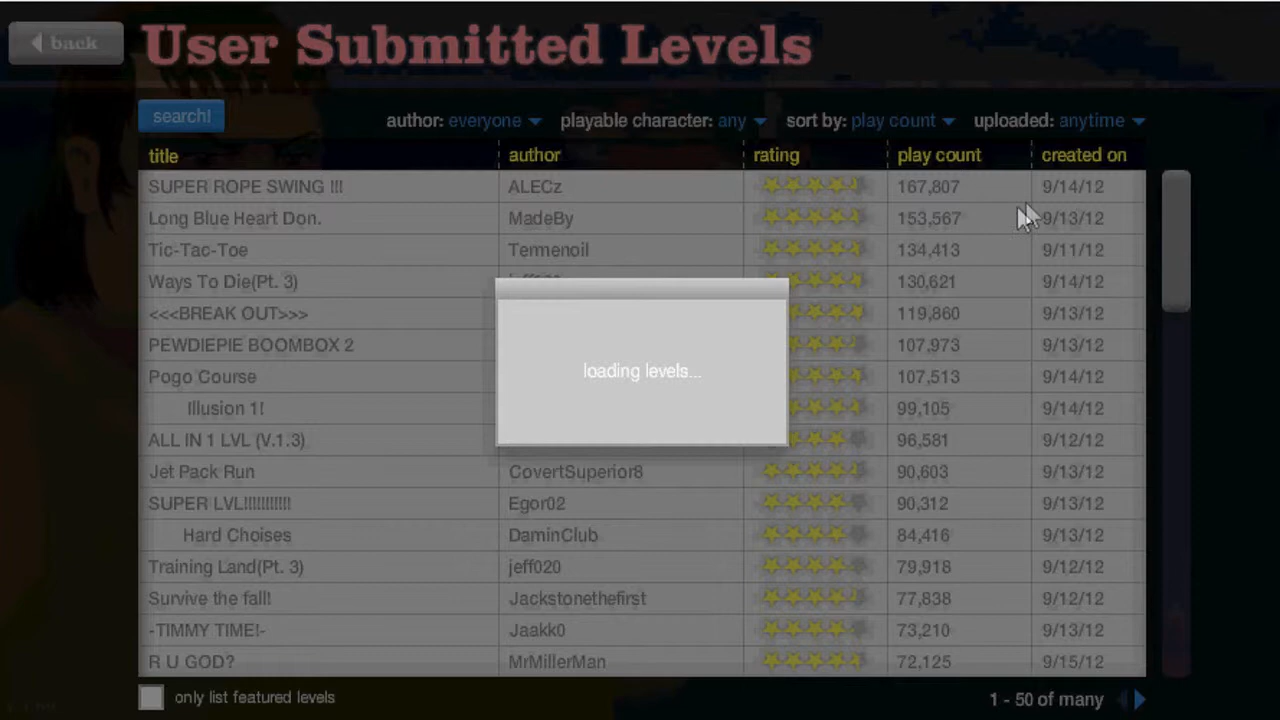 back
User Submitted Levels
search!
author: everyone playable character: any sort by: play count uploaded: anytime
title author rating play count created on
SUPER ROPE SWING !!! ALECz 167,807 9/14/12
Long Blue Heart Don. MadeBy 153,567 9/13/12
Tic-Tac-Toe Termenoil 134,413 9/11/12
Ways To Die(Pt. 3) 130,621 9/14/12
<<<BREAK OUT>>> 119,860 9/13/12
PEWDIEPIE BOOMBOX 2 107,973 9/13/12
Pogo Course 107,513 9/14/12
loading levels...
Illusion 1! 99,105 9/14/12
ALL IN 1 LVL (V.1.3) 96,581 9/12/12
Jet Pack Run CovertSuperior8 90,603 9/13/12
SUPER LVL!!!!!!!!!!! Egor02 90,312 9/13/12
Hard Choises DaminClub 84,416 9/13/12
Training Land(Pt. 3) jeff020 79,918 9/12/12
Survive the fall! Jackstonethefirst 77,838 9/12/12
-TIMMY TIME!- Jaakk0 73,210 9/13/12
R U GOD? MrMillerMan 72,125 9/15/12
only list featured levels 1 - 50 of many